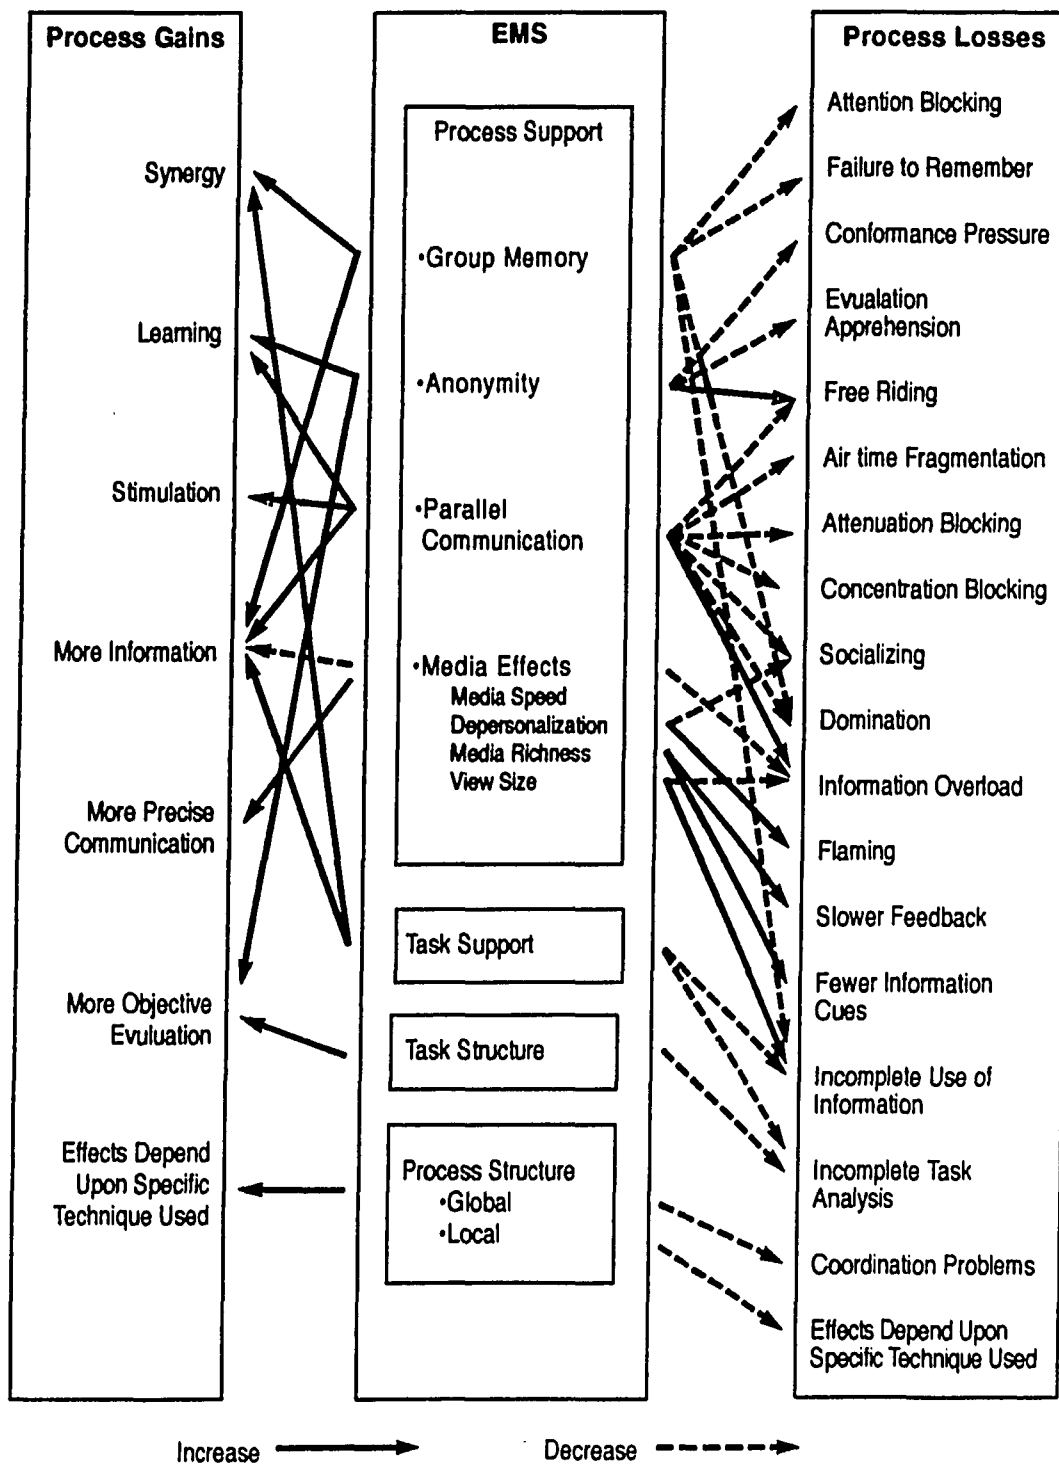 Process Gains
Synergy
Learning
Stimulation
More Information
More Precise
Communication
More Objective
Evaluation
Effects Depend
Upon Specific
Technique Used
EMS
Process Support
•Group Memory
•Anonymity
•Parallel
Communication
•Media Effects
Media Speed
Depersonalization
Media Richness
View Size
Task Support
Task Structure
Process Structure
•Global
•Local
Process Losses
Attention Blocking
Failure to Remember
Conformance Pressure
Evualation
Apprehension
Free Riding
Air time Fragmentation
Attenuation Blocking
Concentration Blocking
Socializing
Domination
Information Overload
Flaming
Slower Feedback
Fewer Information
Cues
Incomplete Use of
Information
Incomplete Task
Analysis
Coordination Problems
Effects Depend Upon
Specific Technique Used
Increase
Decrease